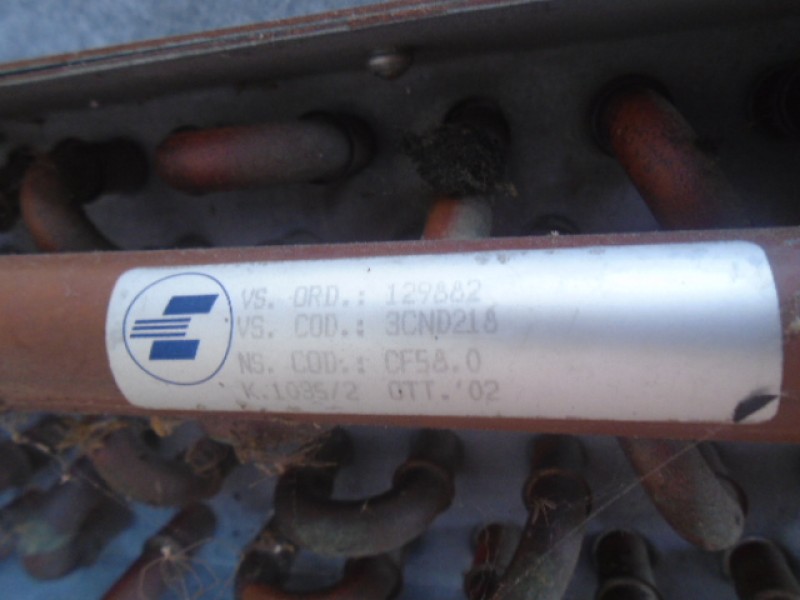 VS. ORD.: 129882
VS. COD.: 3CND218
NS. COD.: CF58.0
K.1035/2 OTT.'02